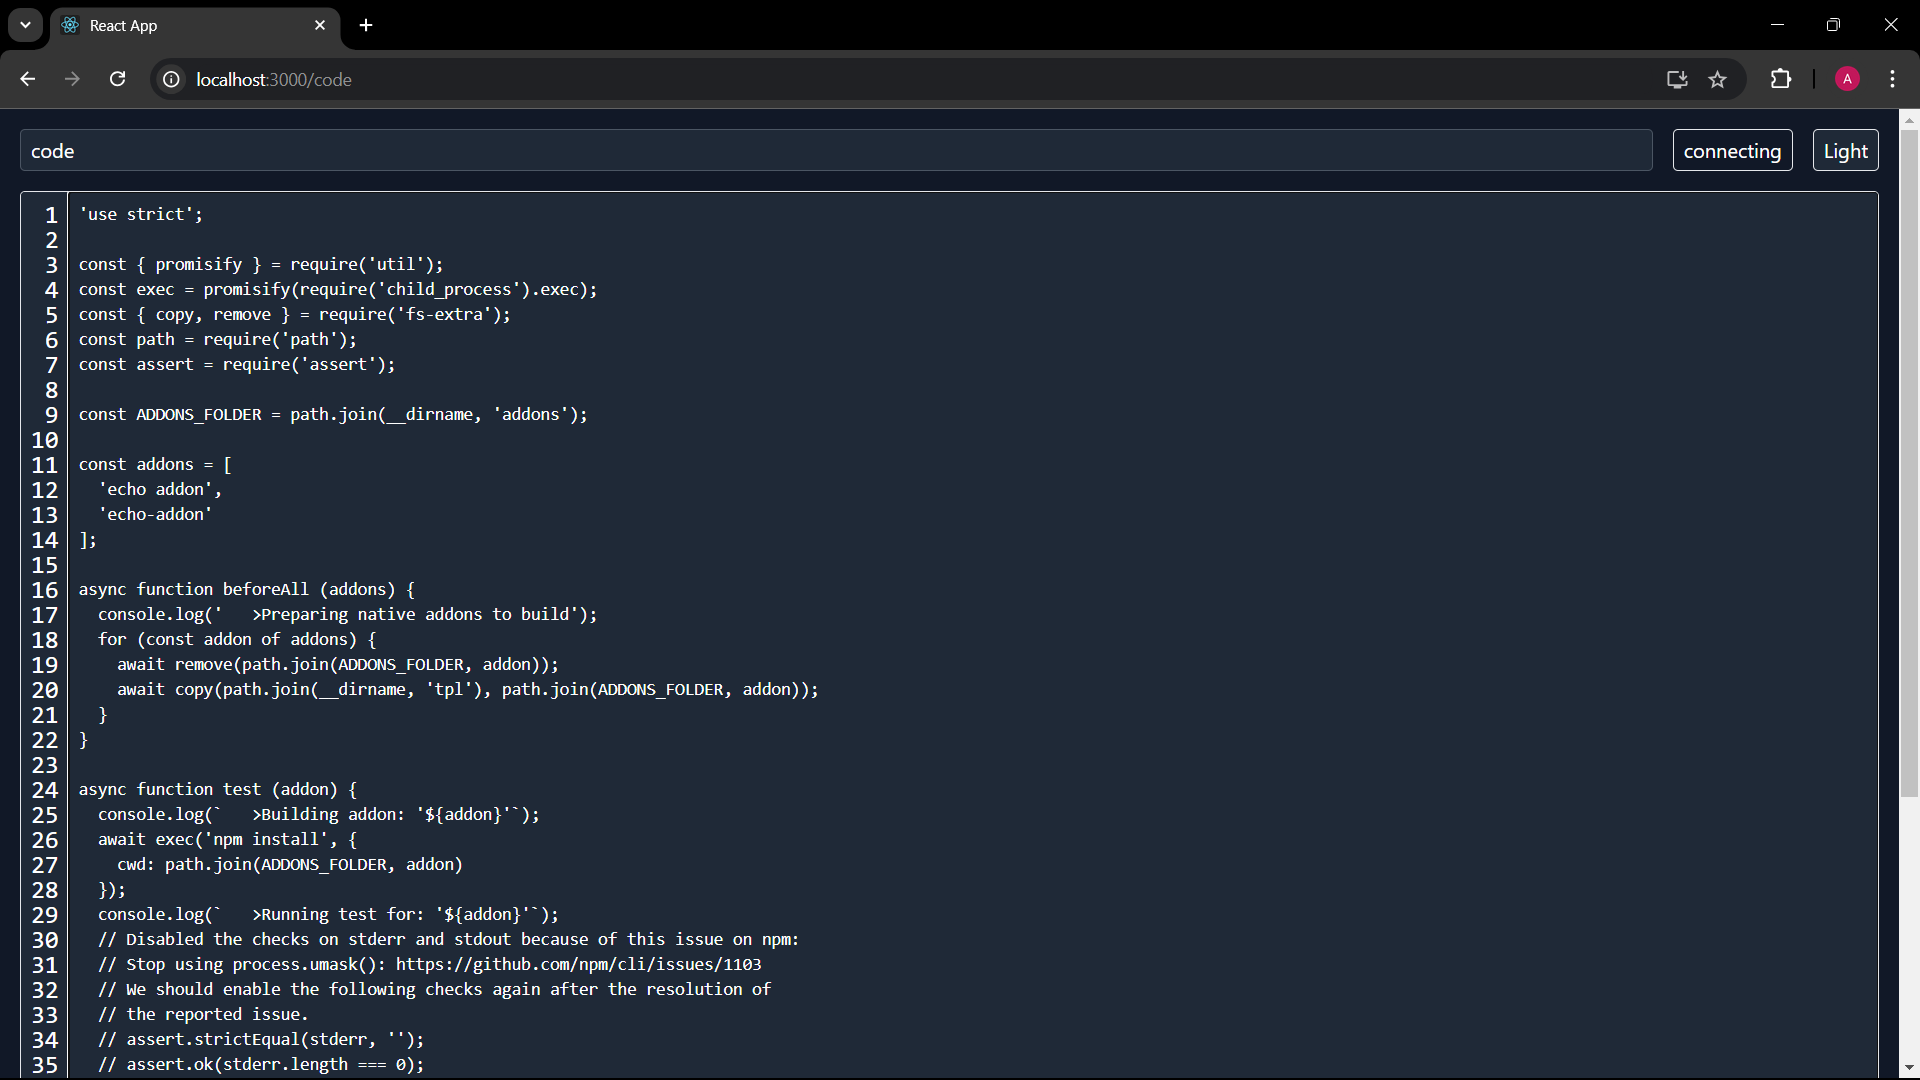 React App
localhost:3000/code
A
code
connecting
Light
1 'use strict';
2
3 const { promisify } = require('util');
4 const exec = promisify(require('child_process').exec);
5 const { copy, remove } = require('fs-extra');
6 const path = require('path');
7 const assert = require('assert');
8
9 const ADDONS_FOLDER = path.join(__dirname, 'addons');
10
11 const addons = [
12   'echo addon',
13   'echo-addon'
14 ];
15
16 async function beforeAll (addons) {
17   console.log('   >Preparing native addons to build');
18   for (const addon of addons) {
19     await remove(path.join(ADDONS_FOLDER, addon));
20     await copy(path.join(__dirname, 'tpl'), path.join(ADDONS_FOLDER, addon));
21   }
22 }
23
24 async function test (addon) {
25   console.log(`   >Building addon: '${addon}'`);
26   await exec('npm install', {
27     cwd: path.join(ADDONS_FOLDER, addon)
28   });
29   console.log(`   >Running test for: '${addon}'`);
30   // Disabled the checks on stderr and stdout because of this issue on npm:
31   // Stop using process.umask(): https://github.com/npm/cli/issues/1103
32   // We should enable the following checks again after the resolution of
33   // the reported issue.
34   // assert.strictEqual(stderr, '');
35   // assert.ok(stderr.length === 0);